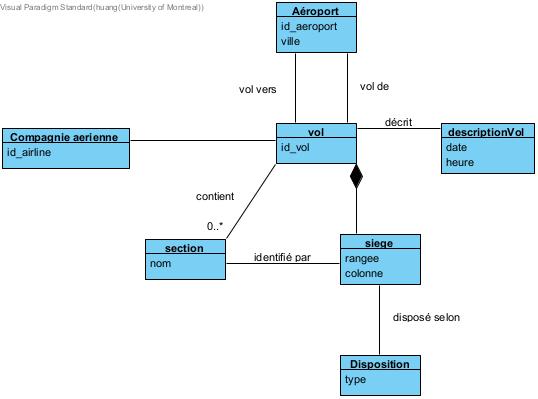 Visual Paradigm Standard(huang(University of Montreal))
Aéroport
id_aeroport
ville
vol vers
vol de
décrit
Compagnie aerienne
id_airline
vol
id_vol
descriptionVol
date
heure
contient
0..*
section
nom
identifié par
siege
rangee
colonne
disposé selon
Disposition
type